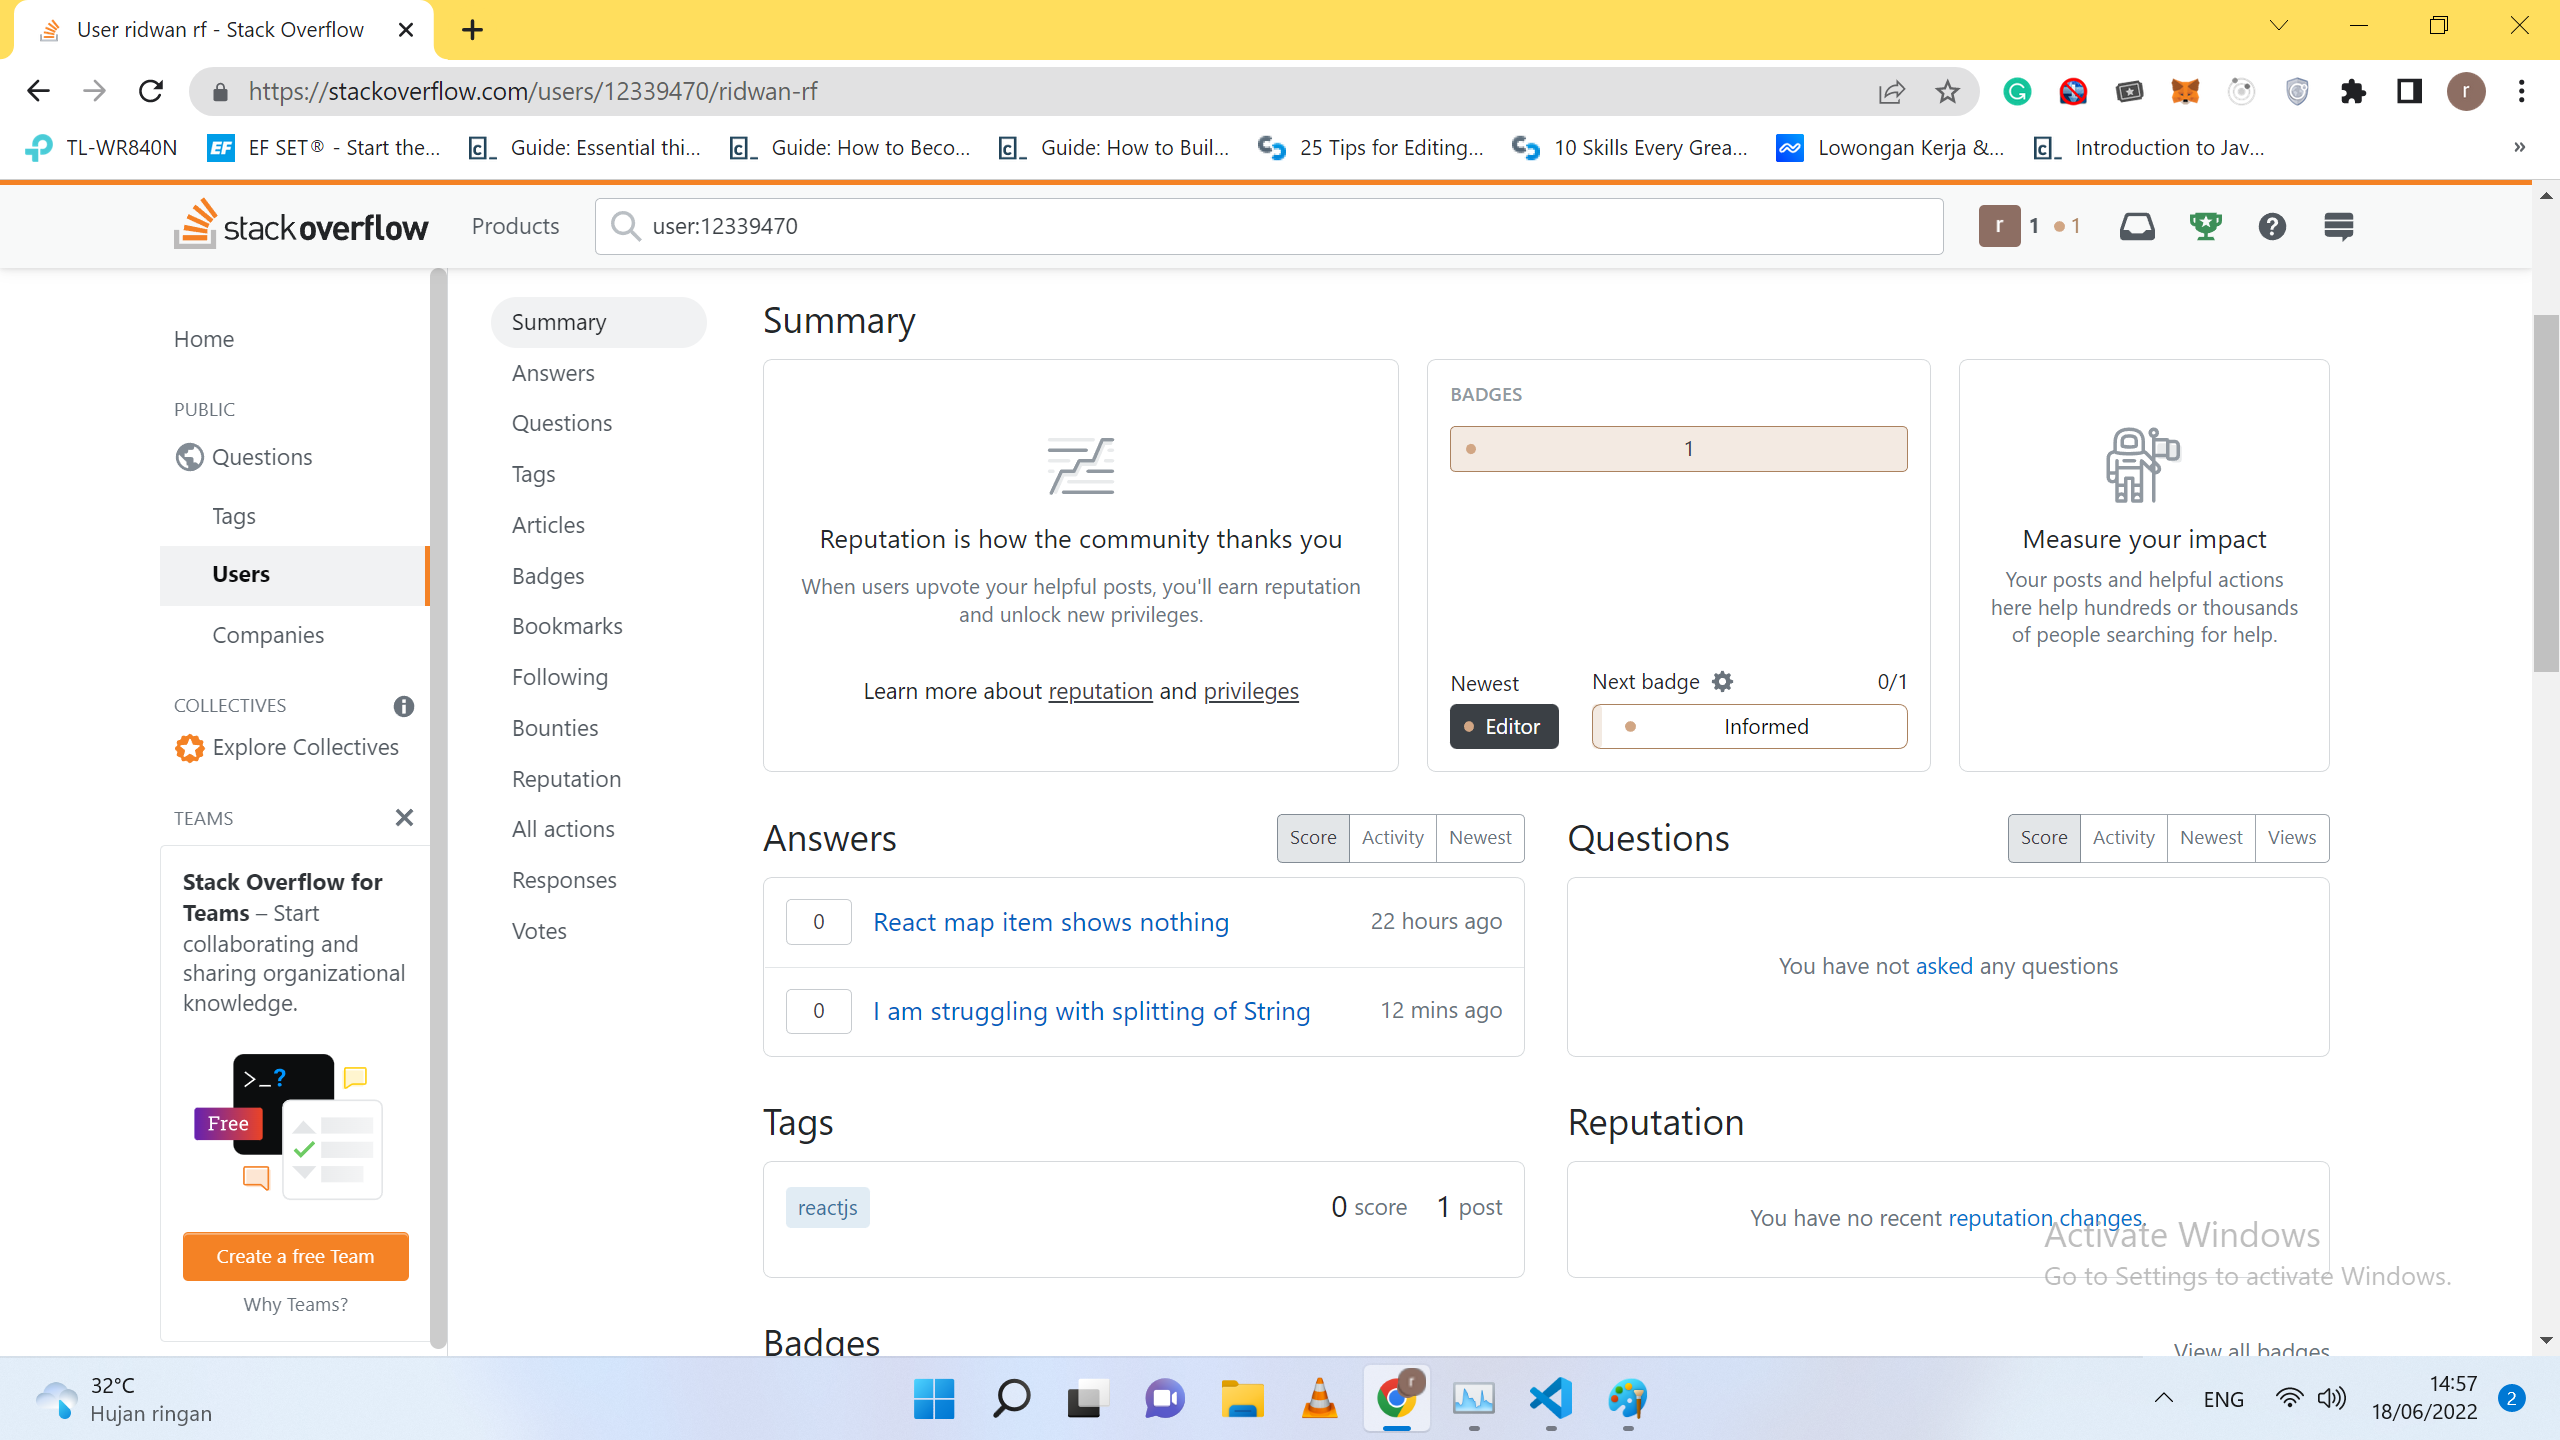 User ridwan rf - Stack Overflow
https://stackoverflow.com/users/12339470/ridwan-rf
r
TL-WR840N
EF EF SET® - Start the...
Guide: Essential thi...
Guide: How to Beco...
Guide: How to Buil...
25 Tips for Editing...
10 Skills Every Grea...
Lowongan Kerja &...
Introduction to Jav...
»
stack overflow
Products
user:12339470
r 1 1
Home
PUBLIC
Questions
Tags
Users
Companies
COLLECTIVES
Explore Collectives
TEAMS
Stack Overflow for
Teams – Start
collaborating and
sharing organizational
knowledge.
>_?
Free
Create a free Team
Why Teams?
Summary
Answers
Questions
Tags
Articles
Badges
Bookmarks
Following
Bounties
Reputation
All actions
Responses
Votes
Summary
Reputation is how the community thanks you
When users upvote your helpful posts, you'll earn reputation
and unlock new privileges.
Learn more about reputation and privileges
BADGES
1
Newest
Editor
Next badge 0/1
Informed
Measure your impact
Your posts and helpful actions
here help hundreds or thousands
of people searching for help.
Answers
Score Activity Newest
0 React map item shows nothing 22 hours ago
0 I am struggling with splitting of String 12 mins ago
Questions
Score Activity Newest Views
You have not asked any questions
Tags
reactjs 0 score 1 post
Reputation
You have no recent reputation changes.
Activate Windows
Go to Settings to activate Windows.
Badges
View all badges
32°C
Hujan ringan
r
ENG
14:57
18/06/2022
2